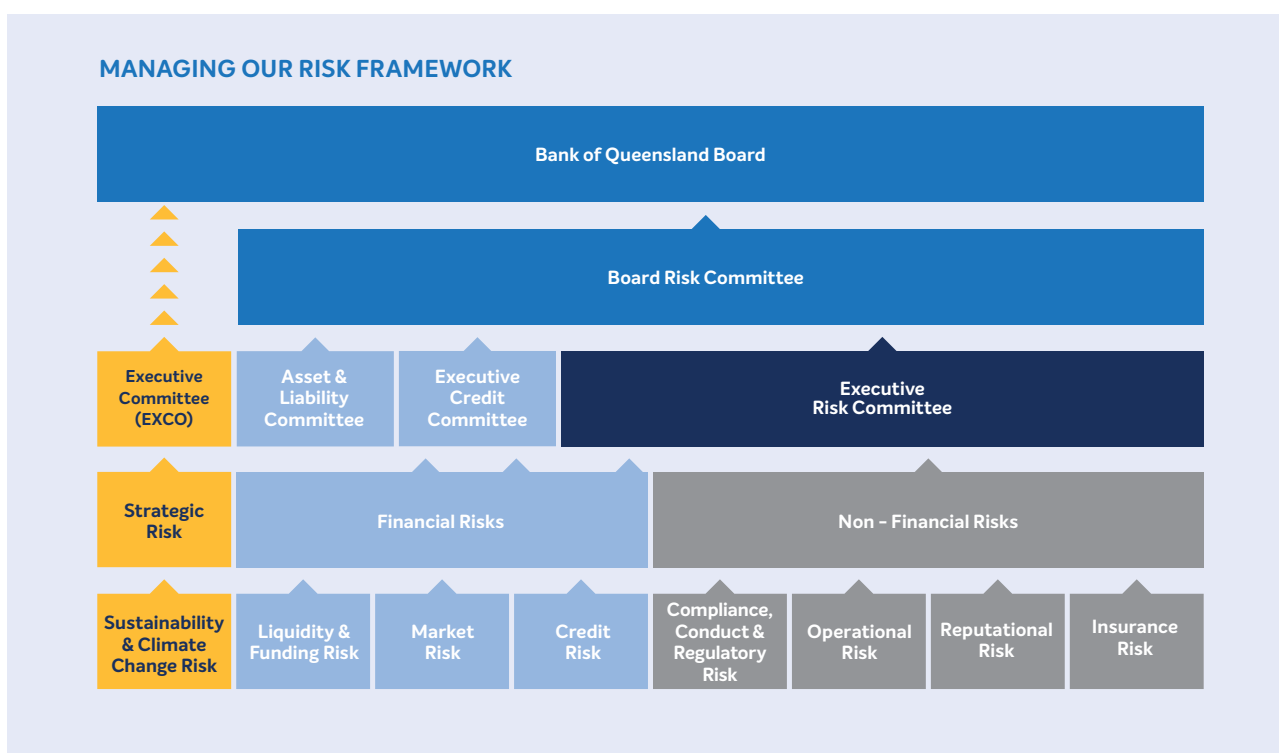 MANAGING OUR RISK FRAMEWORK
Bank of Queensland Board
Board Risk Committee
Executive
Committee
(EXCO)
Asset &
Liability
Committee
Executive
Credit
Committee
Executive
Risk Committee
Strategic
Risk
Financial Risks
Non - Financial Risks
Sustainability
& Climate
Change Risk
Liquidity &
Funding Risk
Market
Risk
Credit
Risk
Compliance,
Conduct &
Regulatory
Risk
Operational
Risk
Reputational
Risk
Insurance
Risk